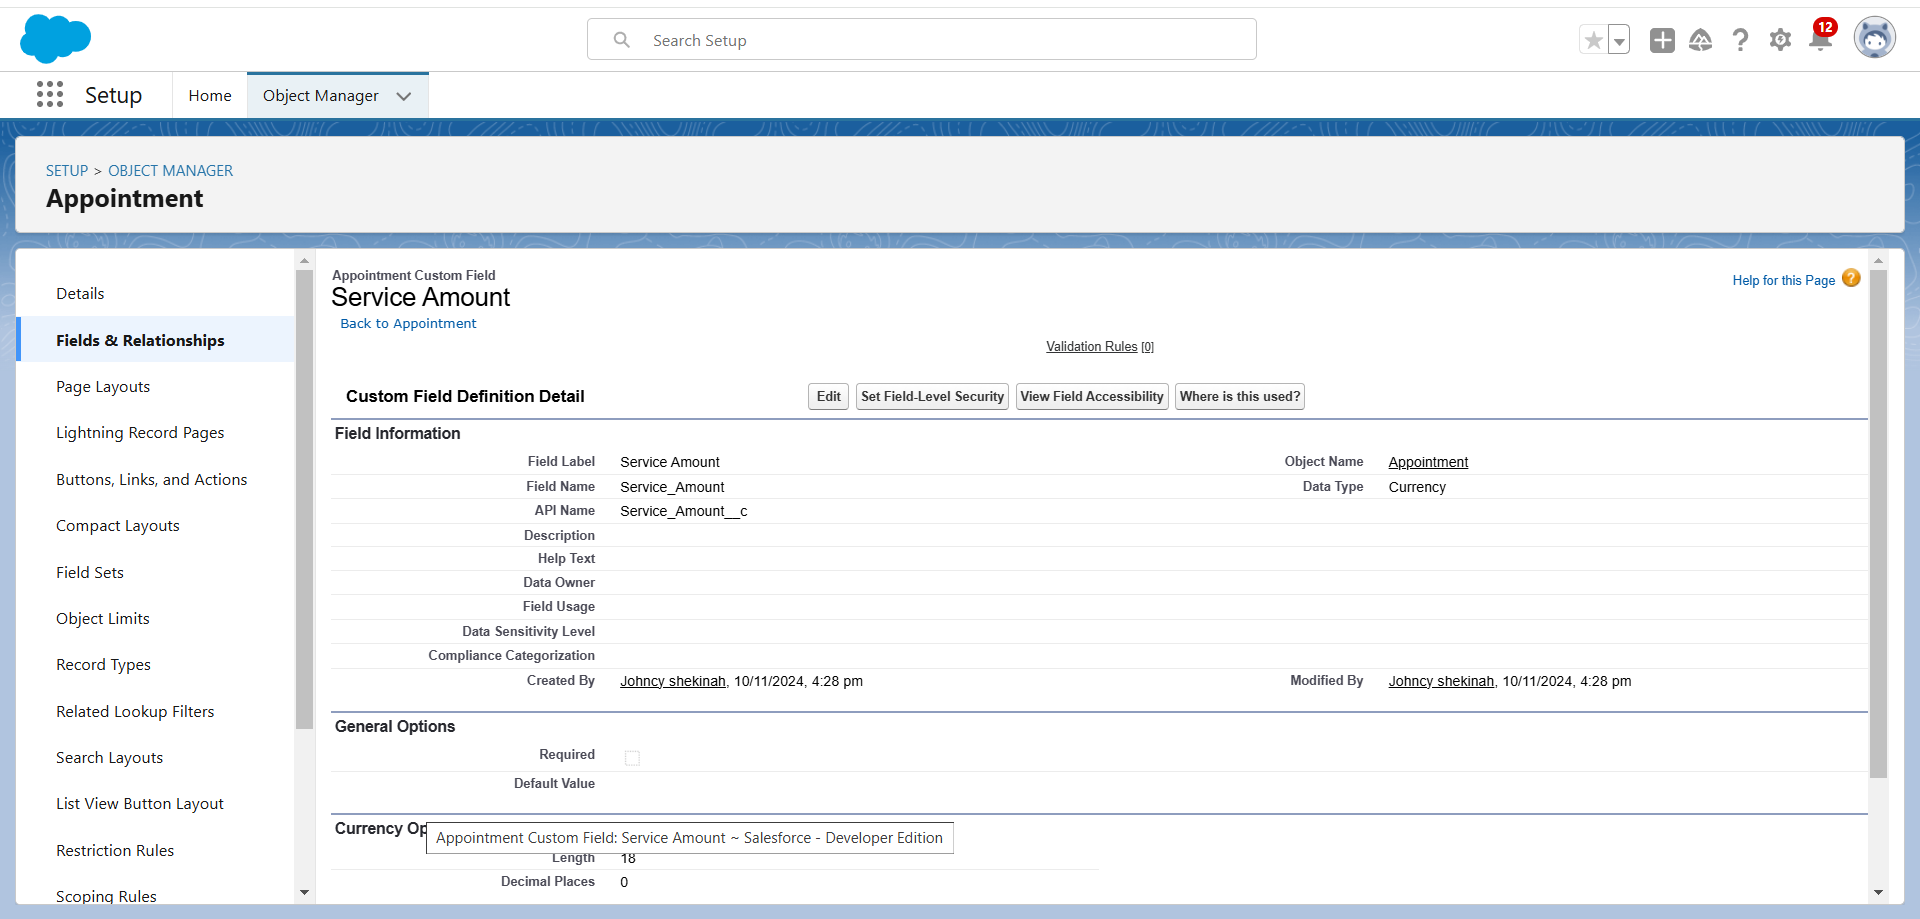 Search Setup
12
Setup
Home
Object Manager
SETUP > OBJECT MANAGER
Appointment
Details
Fields & Relationships
Page Layouts
Lightning Record Pages
Buttons, Links, and Actions
Compact Layouts
Field Sets
Object Limits
Record Types
Related Lookup Filters
Search Layouts
List View Button Layout
Restriction Rules
Scoping Rules
Appointment Custom Field
Service Amount
Back to Appointment
Help for this Page ?
Validation Rules [0]
Custom Field Definition Detail
Edit
Set Field-Level Security
View Field Accessibility
Where is this used?
Field Information
Field Label Service Amount Object Name Appointment
Field Name Service_Amount Data Type Currency
API Name Service_Amount__c
Description
Help Text
Data Owner
Field Usage
Data Sensitivity Level
Compliance Categorization
Created By Johncy shekinah, 10/11/2024, 4:28 pm Modified By Johncy shekinah, 10/11/2024, 4:28 pm
General Options
Required
Default Value
Currency Op
Appointment Custom Field: Service Amount ~ Salesforce - Developer Edition
Length 18
Decimal Places 0